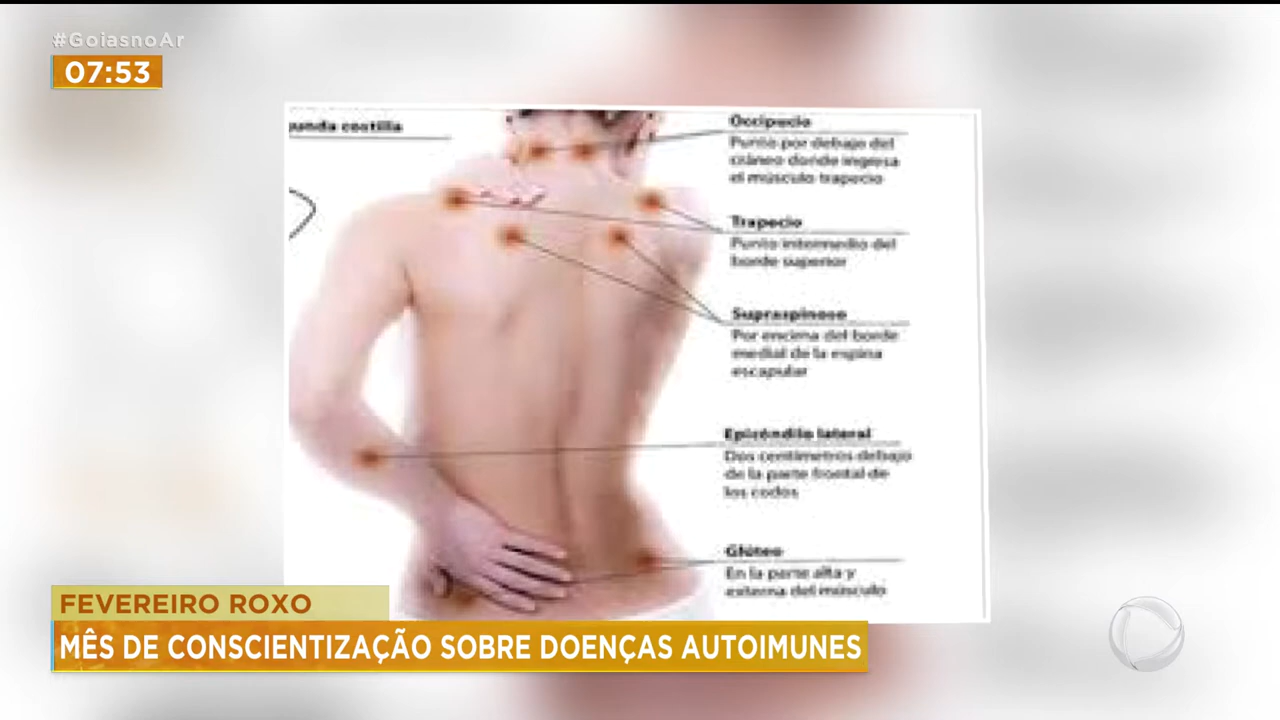 #GoiasnoAr
07:53
unda costilla
Occipucio
Punto por debajo del
cráneo donde ingresa
el músculo trapecio
Trapecio
Punto intermedio del
borde superior
Supraspinoso
Por encima del borde
medial de la espina
escapular
Epicóndilo lateral
Dos centímetros debajo
de la parte frontal de
los codos
Glúteo
En la parte alta y
externa del músculo
FEVEREIRO ROXO
MÊS DE CONSCIENTIZAÇÃO SOBRE DOENÇAS AUTOIMUNES